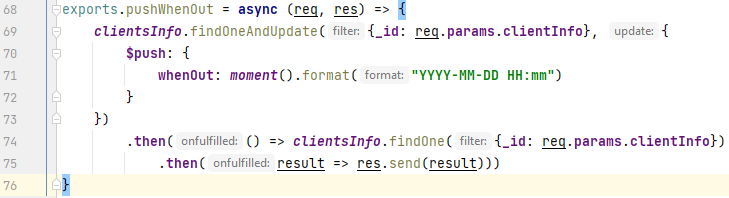 68 exports.pushWhenOut = async (req, res) => {
69 clientsInfo.findOneAndUpdate( filter: {_id: req.params.clientInfo}, update: {
70 $push: {
71 whenOut: moment().format( format: "YYYY-MM-DD HH:mm")
72 }
73 })
74 .then( onfulfilled: () => clientsInfo.findOne( filter: {_id: req.params.clientInfo})
75 .then( onfulfilled: result => res.send(result)))
76 }